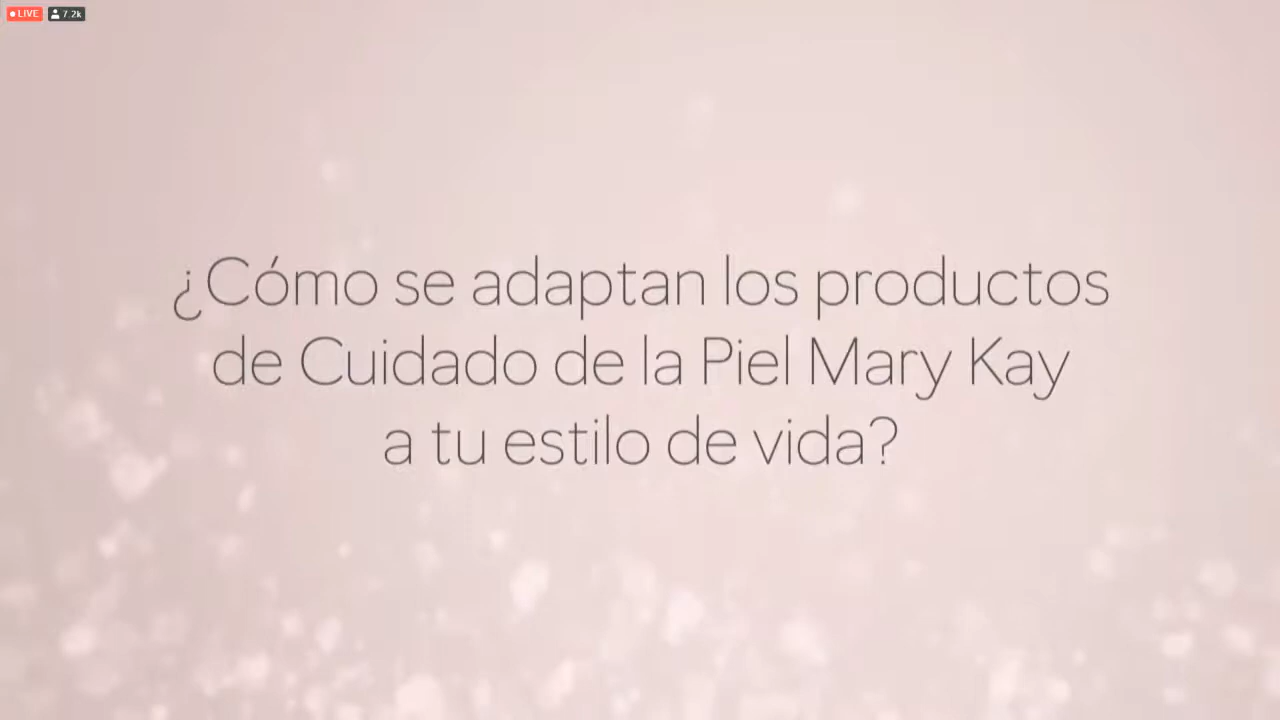 LIVE 7.2k
¿Cómo se adaptan los productos
de Cuidado de la Piel Mary Kay
a tu estilo de vida?